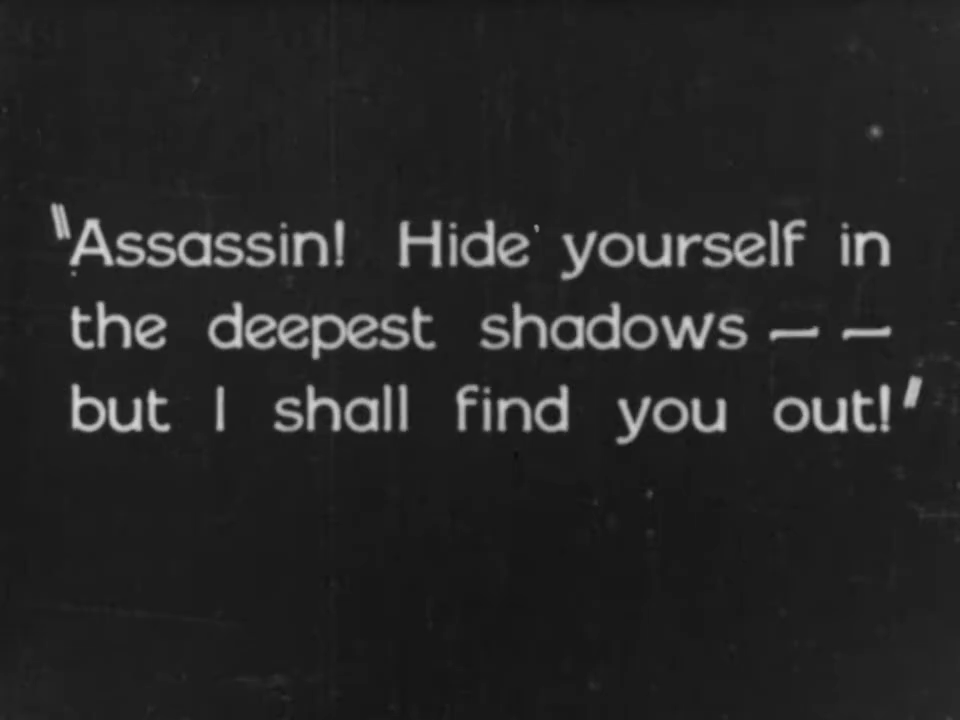 "Assassin! Hide yourself in
the deepest shadows — —
but I shall find you out!"